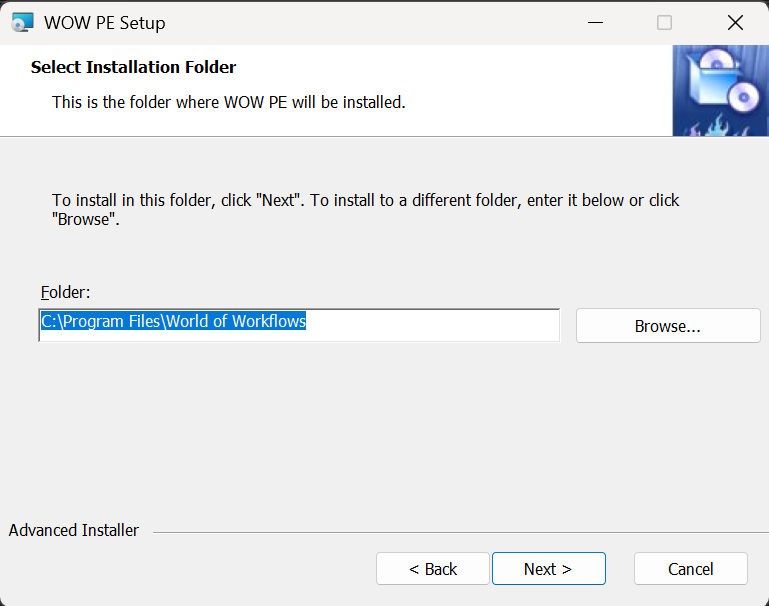 WOW PE Setup
Select Installation Folder
This is the folder where WOW PE will be installed.
To install in this folder, click "Next". To install to a different folder, enter it below or click
"Browse".
Folder:
C:\Program Files\World of Workflows
Browse...
Advanced Installer
< Back
Next >
Cancel